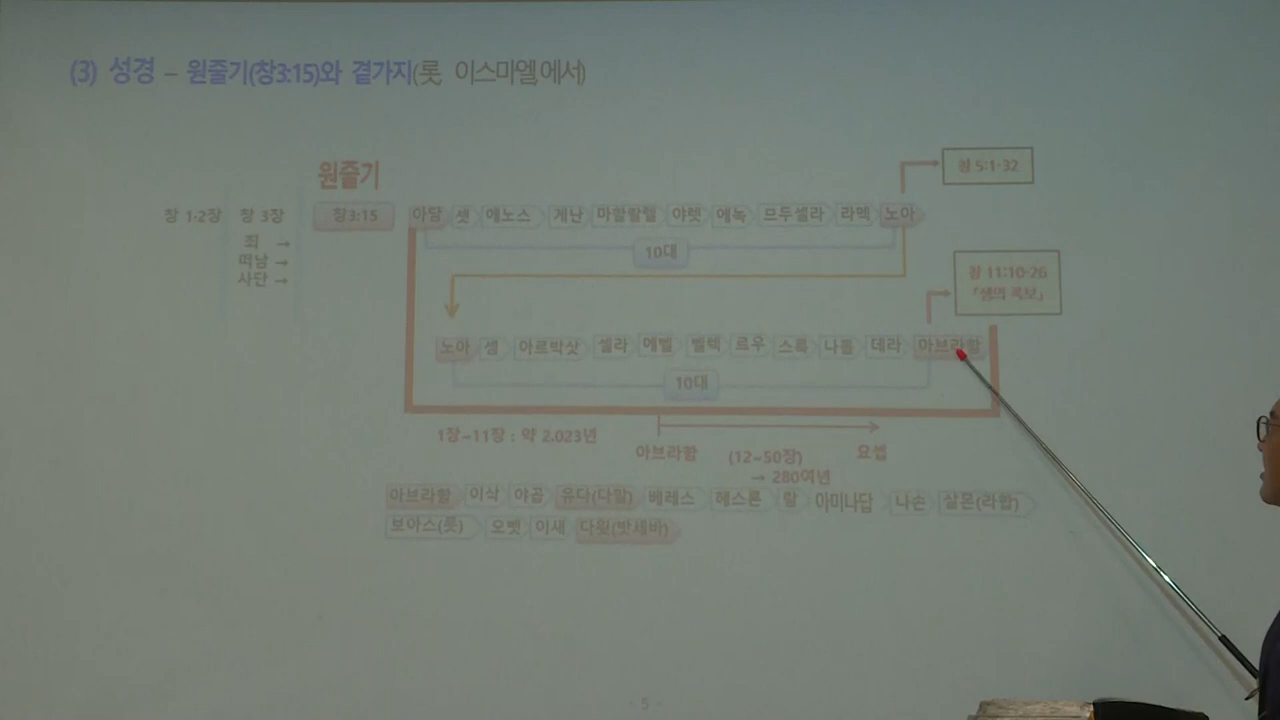 (3) 성경 – 원줄기(창3:15)와 곁가지(롯, 이스마엘,에서)
원줄기
창 5:1-32
창 1-2장 창 3장 창3:15 아담 셋 에노스 게난 마할랄렐 야렛 에녹 므두셀라 라멕 노아
죄 →
떠남 →
사단 →
10대
창 11:10-26
「셈의 족보」
노아 셈 아르박삿 셀라 에벨 벨렉 르우 스룩 나홀 데라 아브라함
10대
1장~11장 : 약 2,023년
아브라함 (12~50장) 요셉
→ 280여년
아브라함 이삭 야곱 유다(다말) 베레스 헤스론 람 아미나답 나손 살몬(라합)
보아스(룻) 오벳 이새 다윗(밧세바)
- 5 -